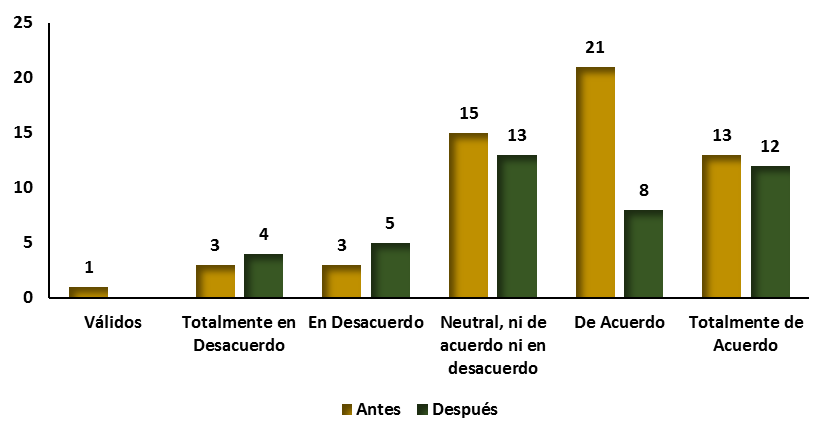 25
20
15
10
5
0
1
3
4
3
5
15
13
21
8
13
12
Válidos
Totalmente en
Desacuerdo
En Desacuerdo
Neutral, ni de
acuerdo ni en
desacuerdo
De Acuerdo
Totalmente de
Acuerdo
Antes
Después